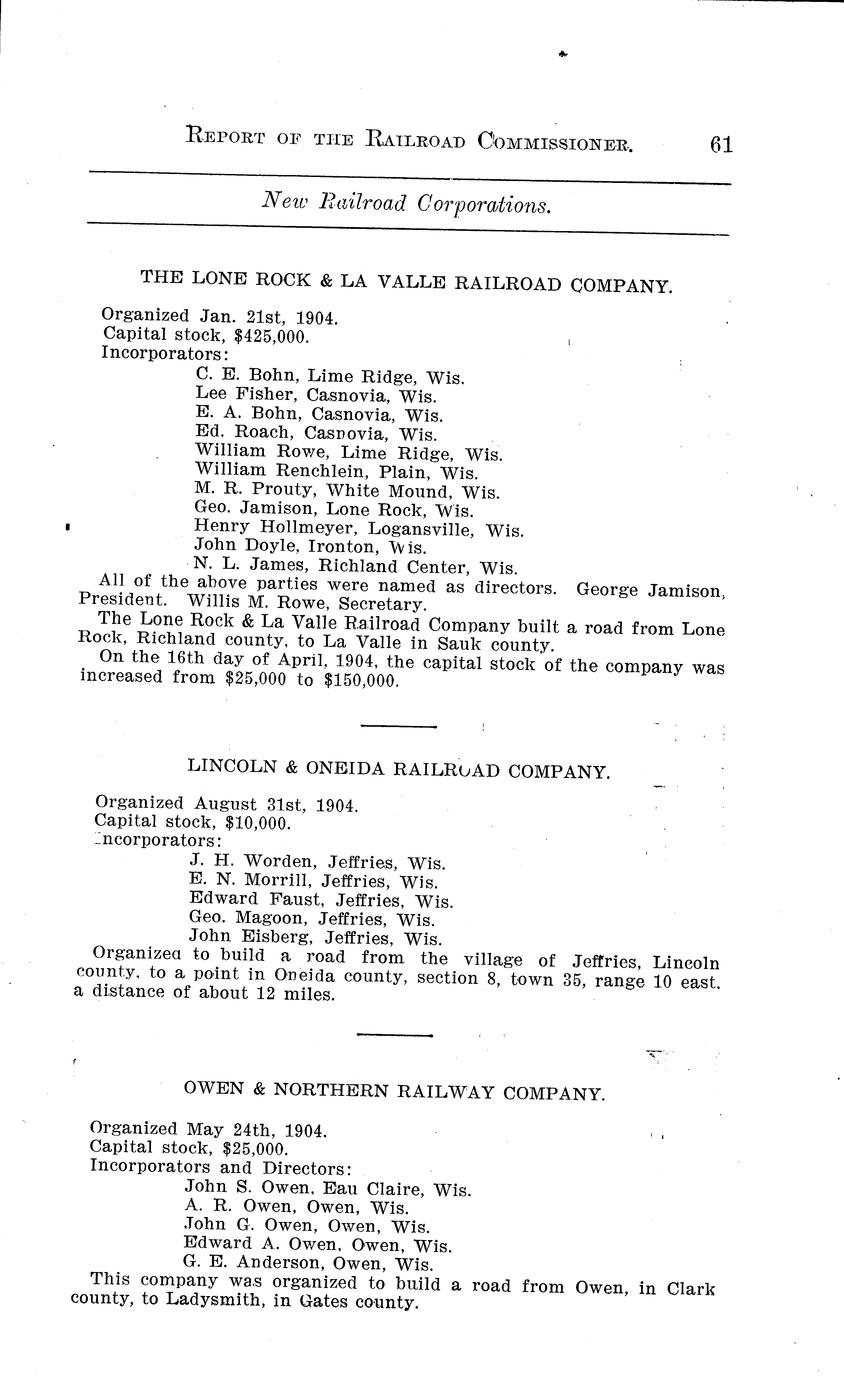 REPORT OF THE RAILROAD COMMISSIONER. 61
New Railroad Corporations.
THE LONE ROCK & LA VALLE RAILROAD COMPANY.
Organized Jan. 21st, 1904.
Capital stock, $425,000.
Incorporators:
C. E. Bohn, Lime Ridge, Wis.
Lee Fisher, Casnovia, Wis.
E. A. Bohn, Casnovia, Wis.
Ed. Roach, Casnovia, Wis.
William Rowe, Lime Ridge, Wis.
William Renchlein, Plain, Wis.
M. R. Prouty, White Mound, Wis.
Geo. Jamison, Lone Rock, Wis.
Henry Hollmeyer, Logansville, Wis.
John Doyle, Ironton, Wis.
N. L. James, Richland Center, Wis.
All of the above parties were named as directors. George Jamison,
President. Willis M. Rowe, Secretary.
The Lone Rock & La Valle Railroad Company built a road from Lone
Rock, Richland county, to La Valle in Sauk county.
On the 16th day of April, 1904, the capital stock of the company was
increased from $25,000 to $150,000.
LINCOLN & ONEIDA RAILROAD COMPANY.
Organized August 31st, 1904.
Capital stock, $10,000.
Incorporators:
J. H. Worden, Jeffries, Wis.
E. N. Morrill, Jeffries, Wis.
Edward Faust, Jeffries, Wis.
Geo. Magoon, Jeffries, Wis.
John Eisberg, Jeffries, Wis.
Organized to build a road from the village of Jeffries, Lincoln
county, to a point in Oneida county, section 8, town 35, range 10 east.
a distance of about 12 miles.
OWEN & NORTHERN RAILWAY COMPANY.
Organized May 24th, 1904.
Capital stock, $25,000.
Incorporators and Directors:
John S. Owen, Eau Claire, Wis.
A. R. Owen, Owen, Wis.
John G. Owen, Owen, Wis.
Edward A. Owen, Owen, Wis.
G. E. Anderson, Owen, Wis.
This company was organized to build a road from Owen, in Clark
county, to Ladysmith, in Gates county.